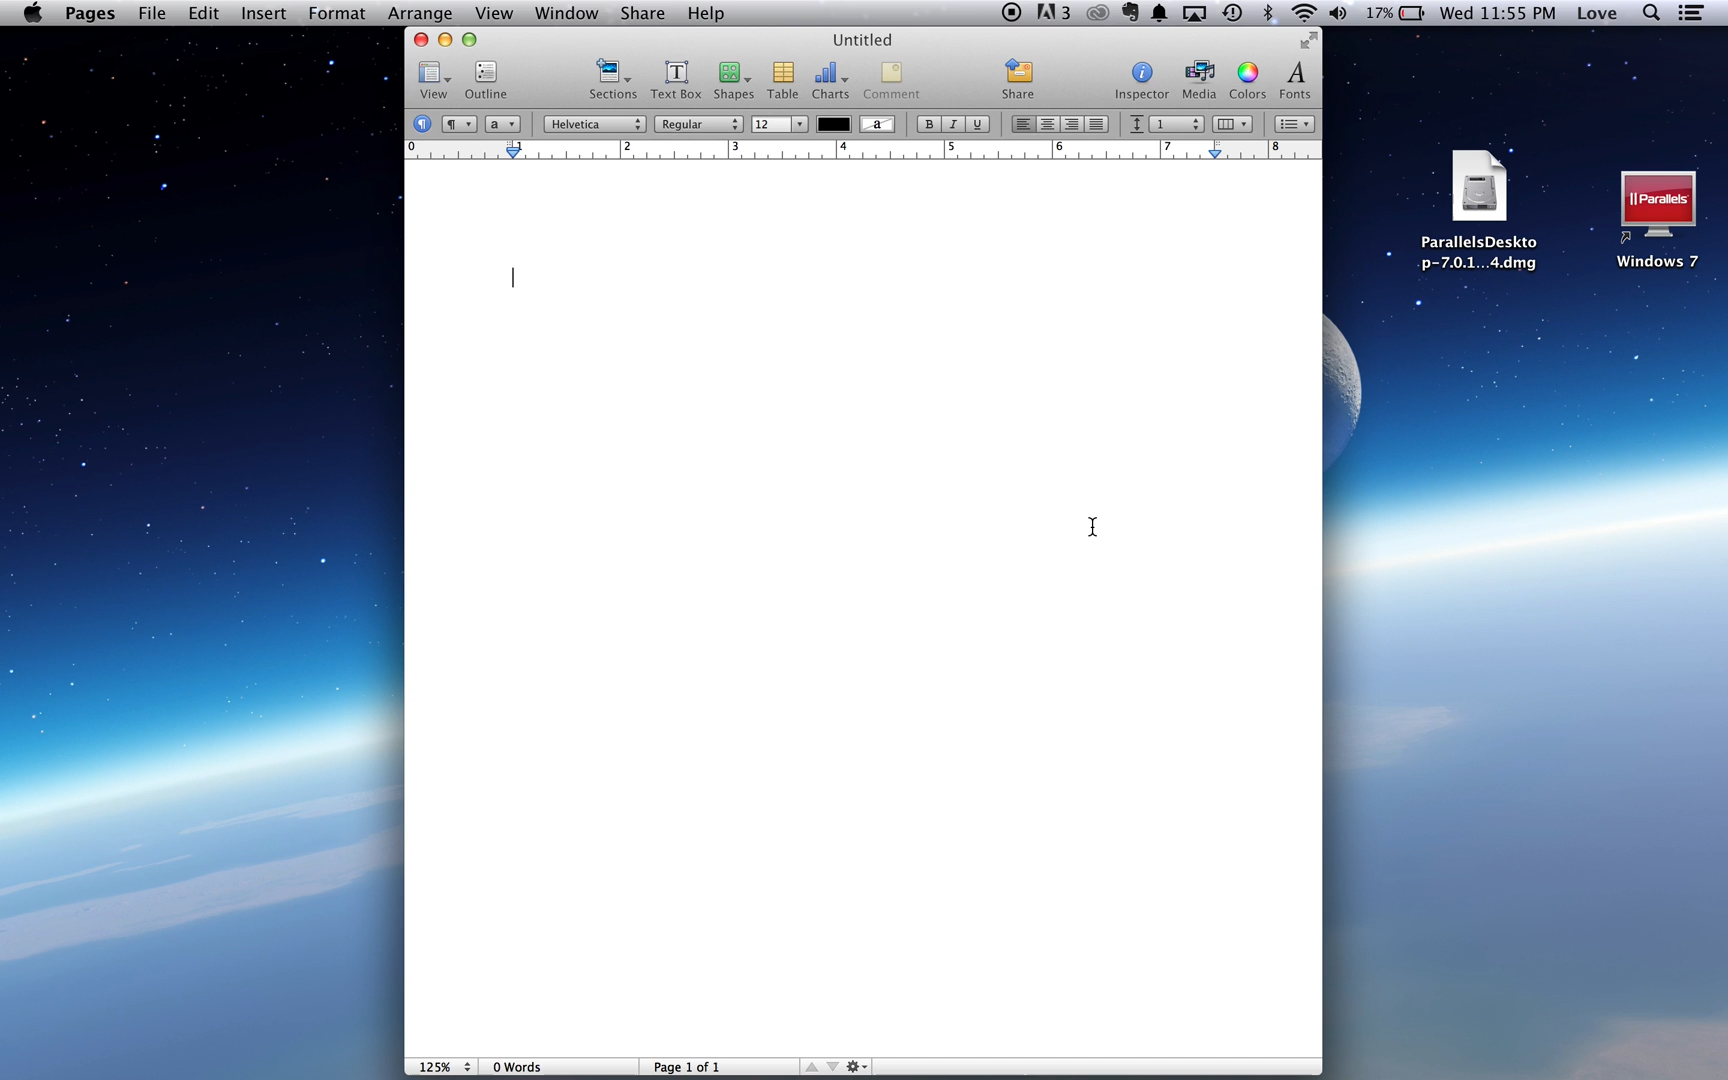 Pages File Edit Insert Format Arrange View Window Share Help 3 17% Wed 11:55 PM Love
Untitled
View Outline Sections Text Box Shapes Table Charts Comment Share Inspector Media Colors Fonts
a Helvetica Regular 12 a B I U 1
0 1 2 3 4 5 6 7 8
Parallels
ParallelsDeskto
p-7.0.1...4.dmg
Windows 7
125% 0 Words Page 1 of 1